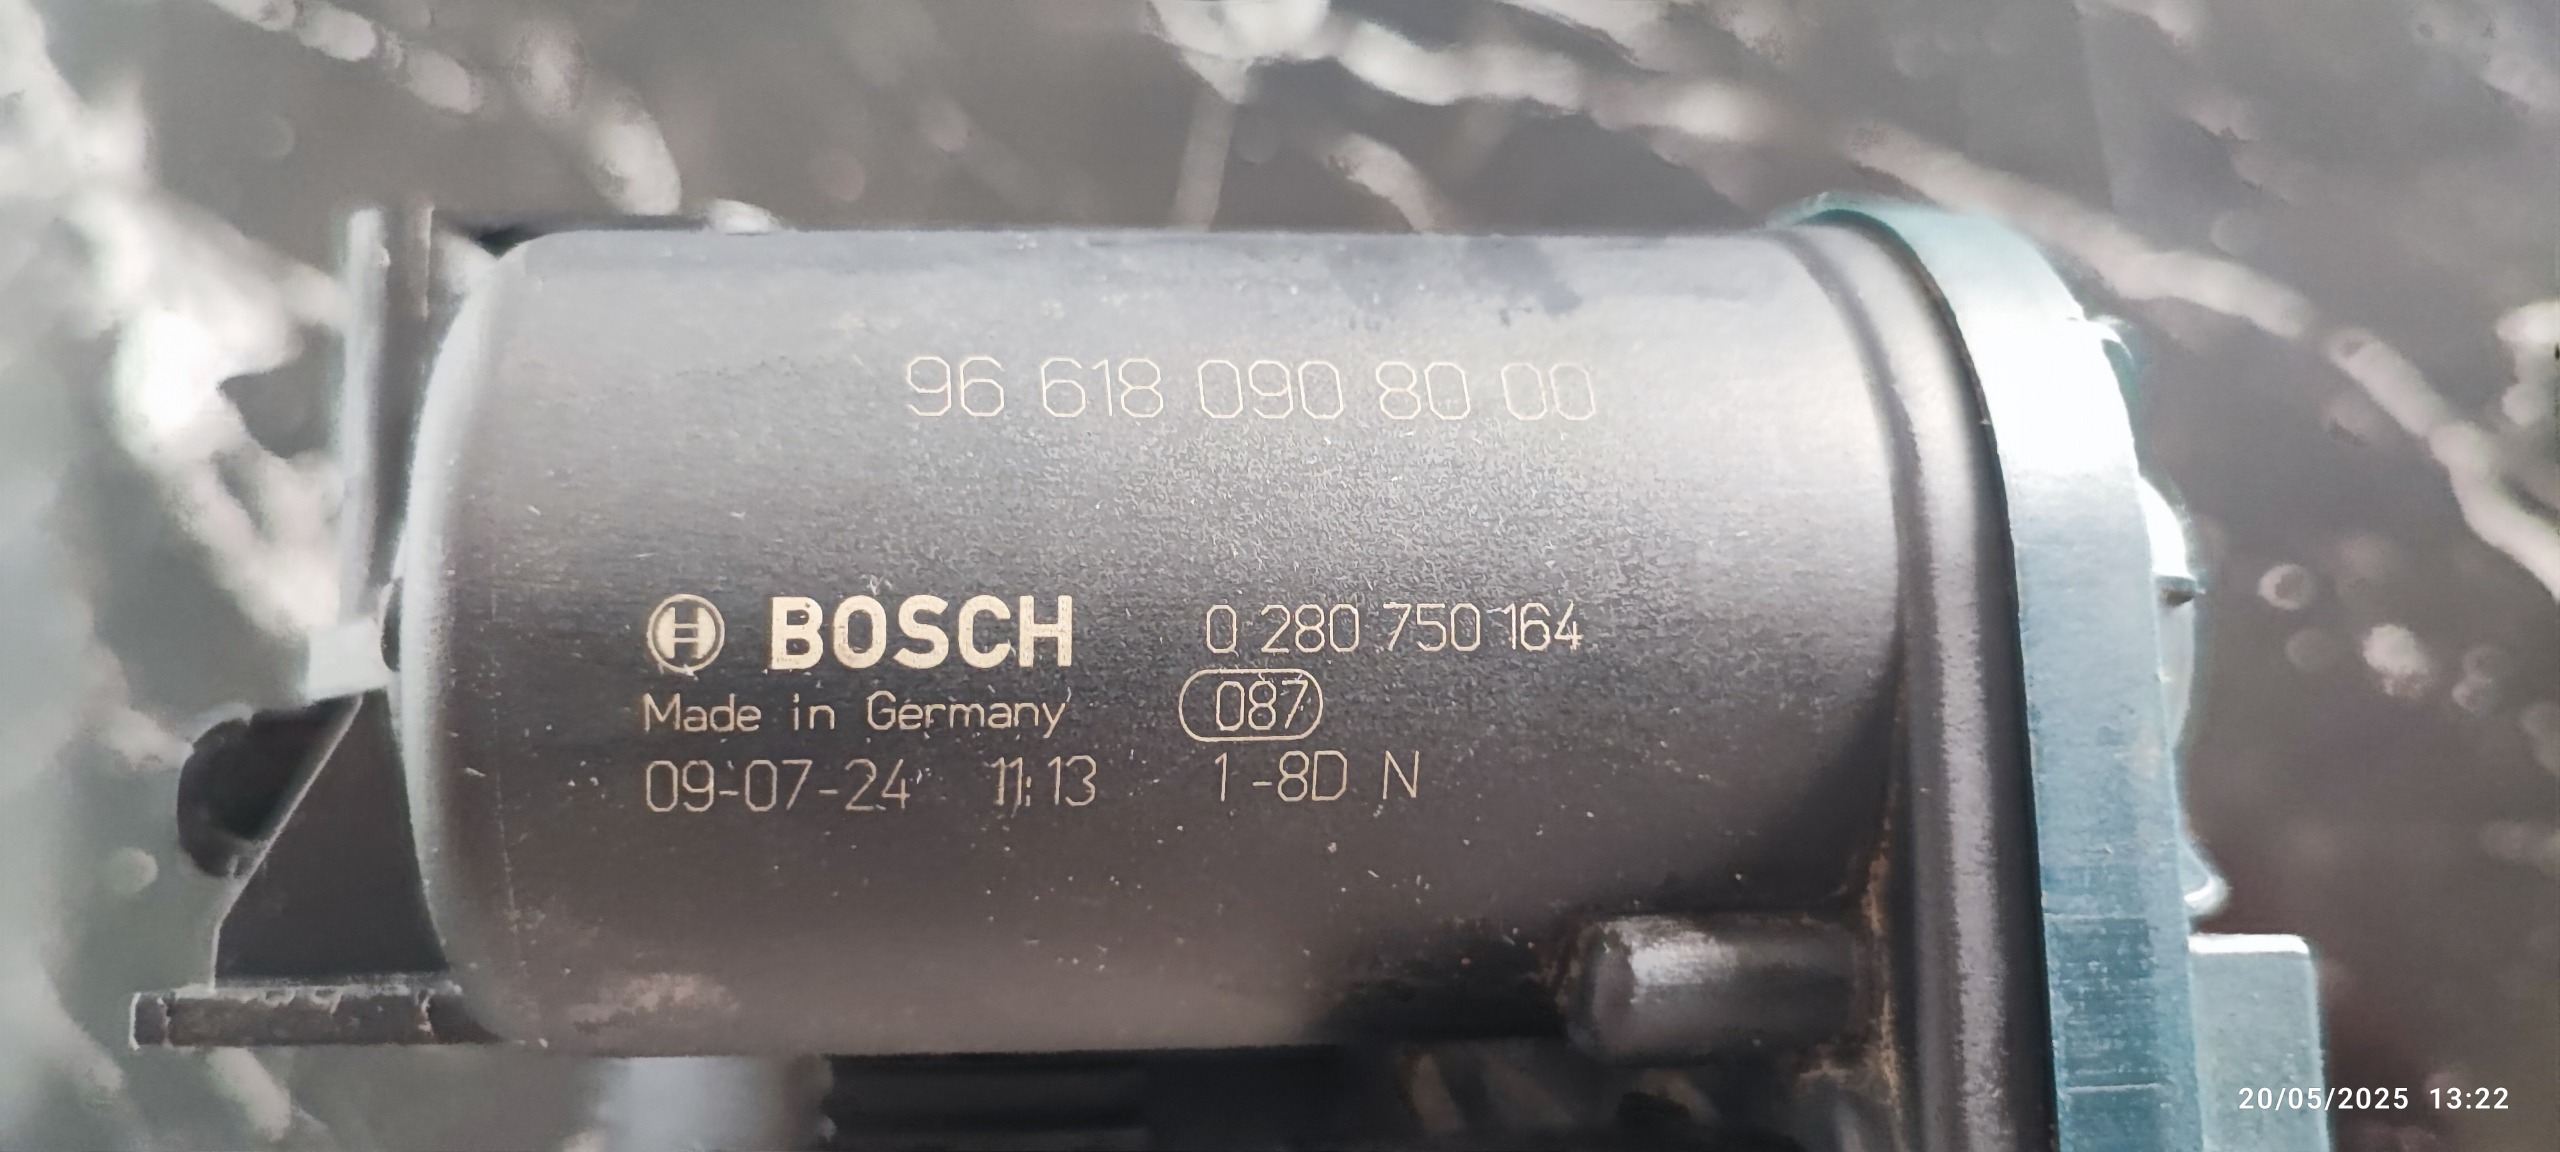 96 618 090 80 00
BOSCH 0 280 750 164
Made in Germany 087
09-07-24 11:13 1-8D N
20/05/2025 13:22